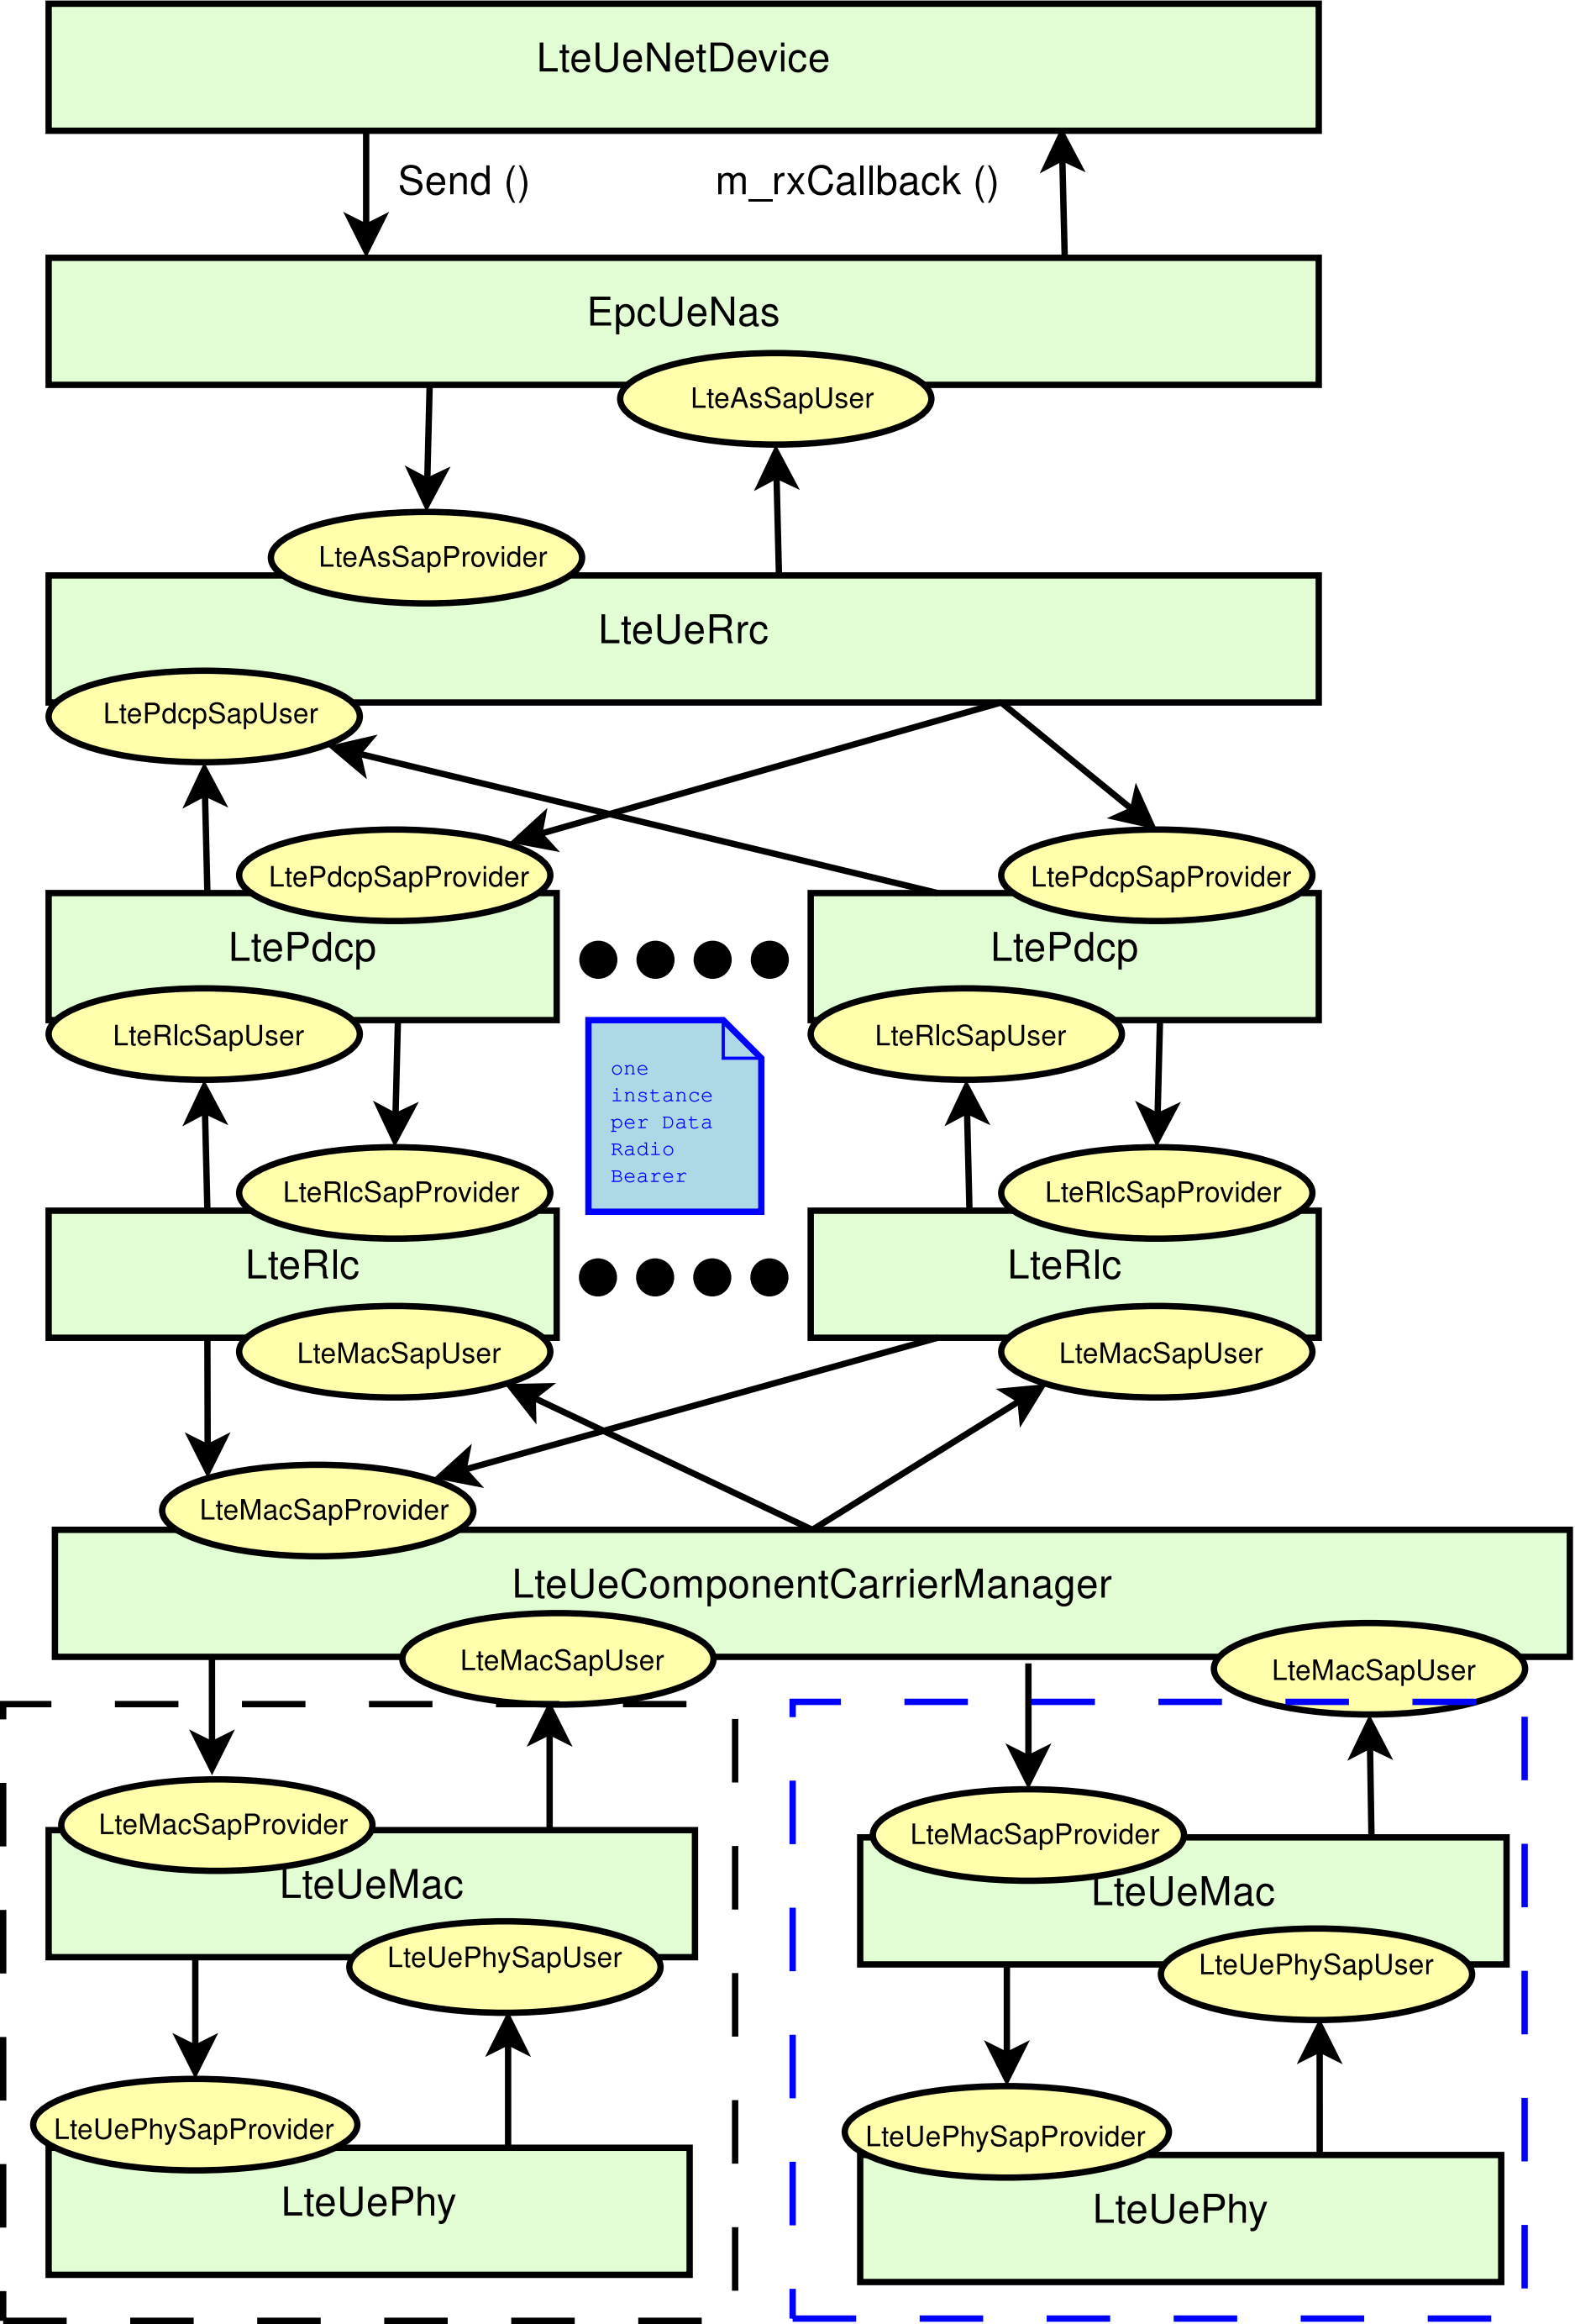 LteUeNetDevice
Send ()
m_rxCallback ()
EpcUeNas
LteAsSapUser
LteAsSapProvider
LteUeRrc
LtePdcpSapUser
LtePdcpSapProvider
LtePdcpSapProvider
LtePdcp
LtePdcp
LteRlcSapUser
LteRlcSapUser
one
instance
per Data
Radio
Bearer
LteRlcSapProvider
LteRlcSapProvider
LteRlc
LteRlc
LteMacSapUser
LteMacSapUser
LteMacSapProvider
LteUeComponentCarrierManager
LteMacSapUser
LteMacSapUser
LteMacSapProvider
LteMacSapProvider
LteUeMac
LteUeMac
LteUePhySapUser
LteUePhySapUser
LteUePhySapProvider
LteUePhySapProvider
LteUePhy
LteUePhy